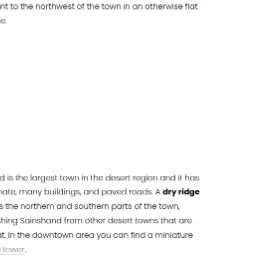 nt to the northwest of the town in an otherwise flat
e.
d is the largest town in the desert region and it has
nate, many buildings, and paved roads. A dry ridge
s the northern and southern parts of the town,
hing Sainshand from other desert towns that are
t. In the downtown area you can find a miniature
l tower.